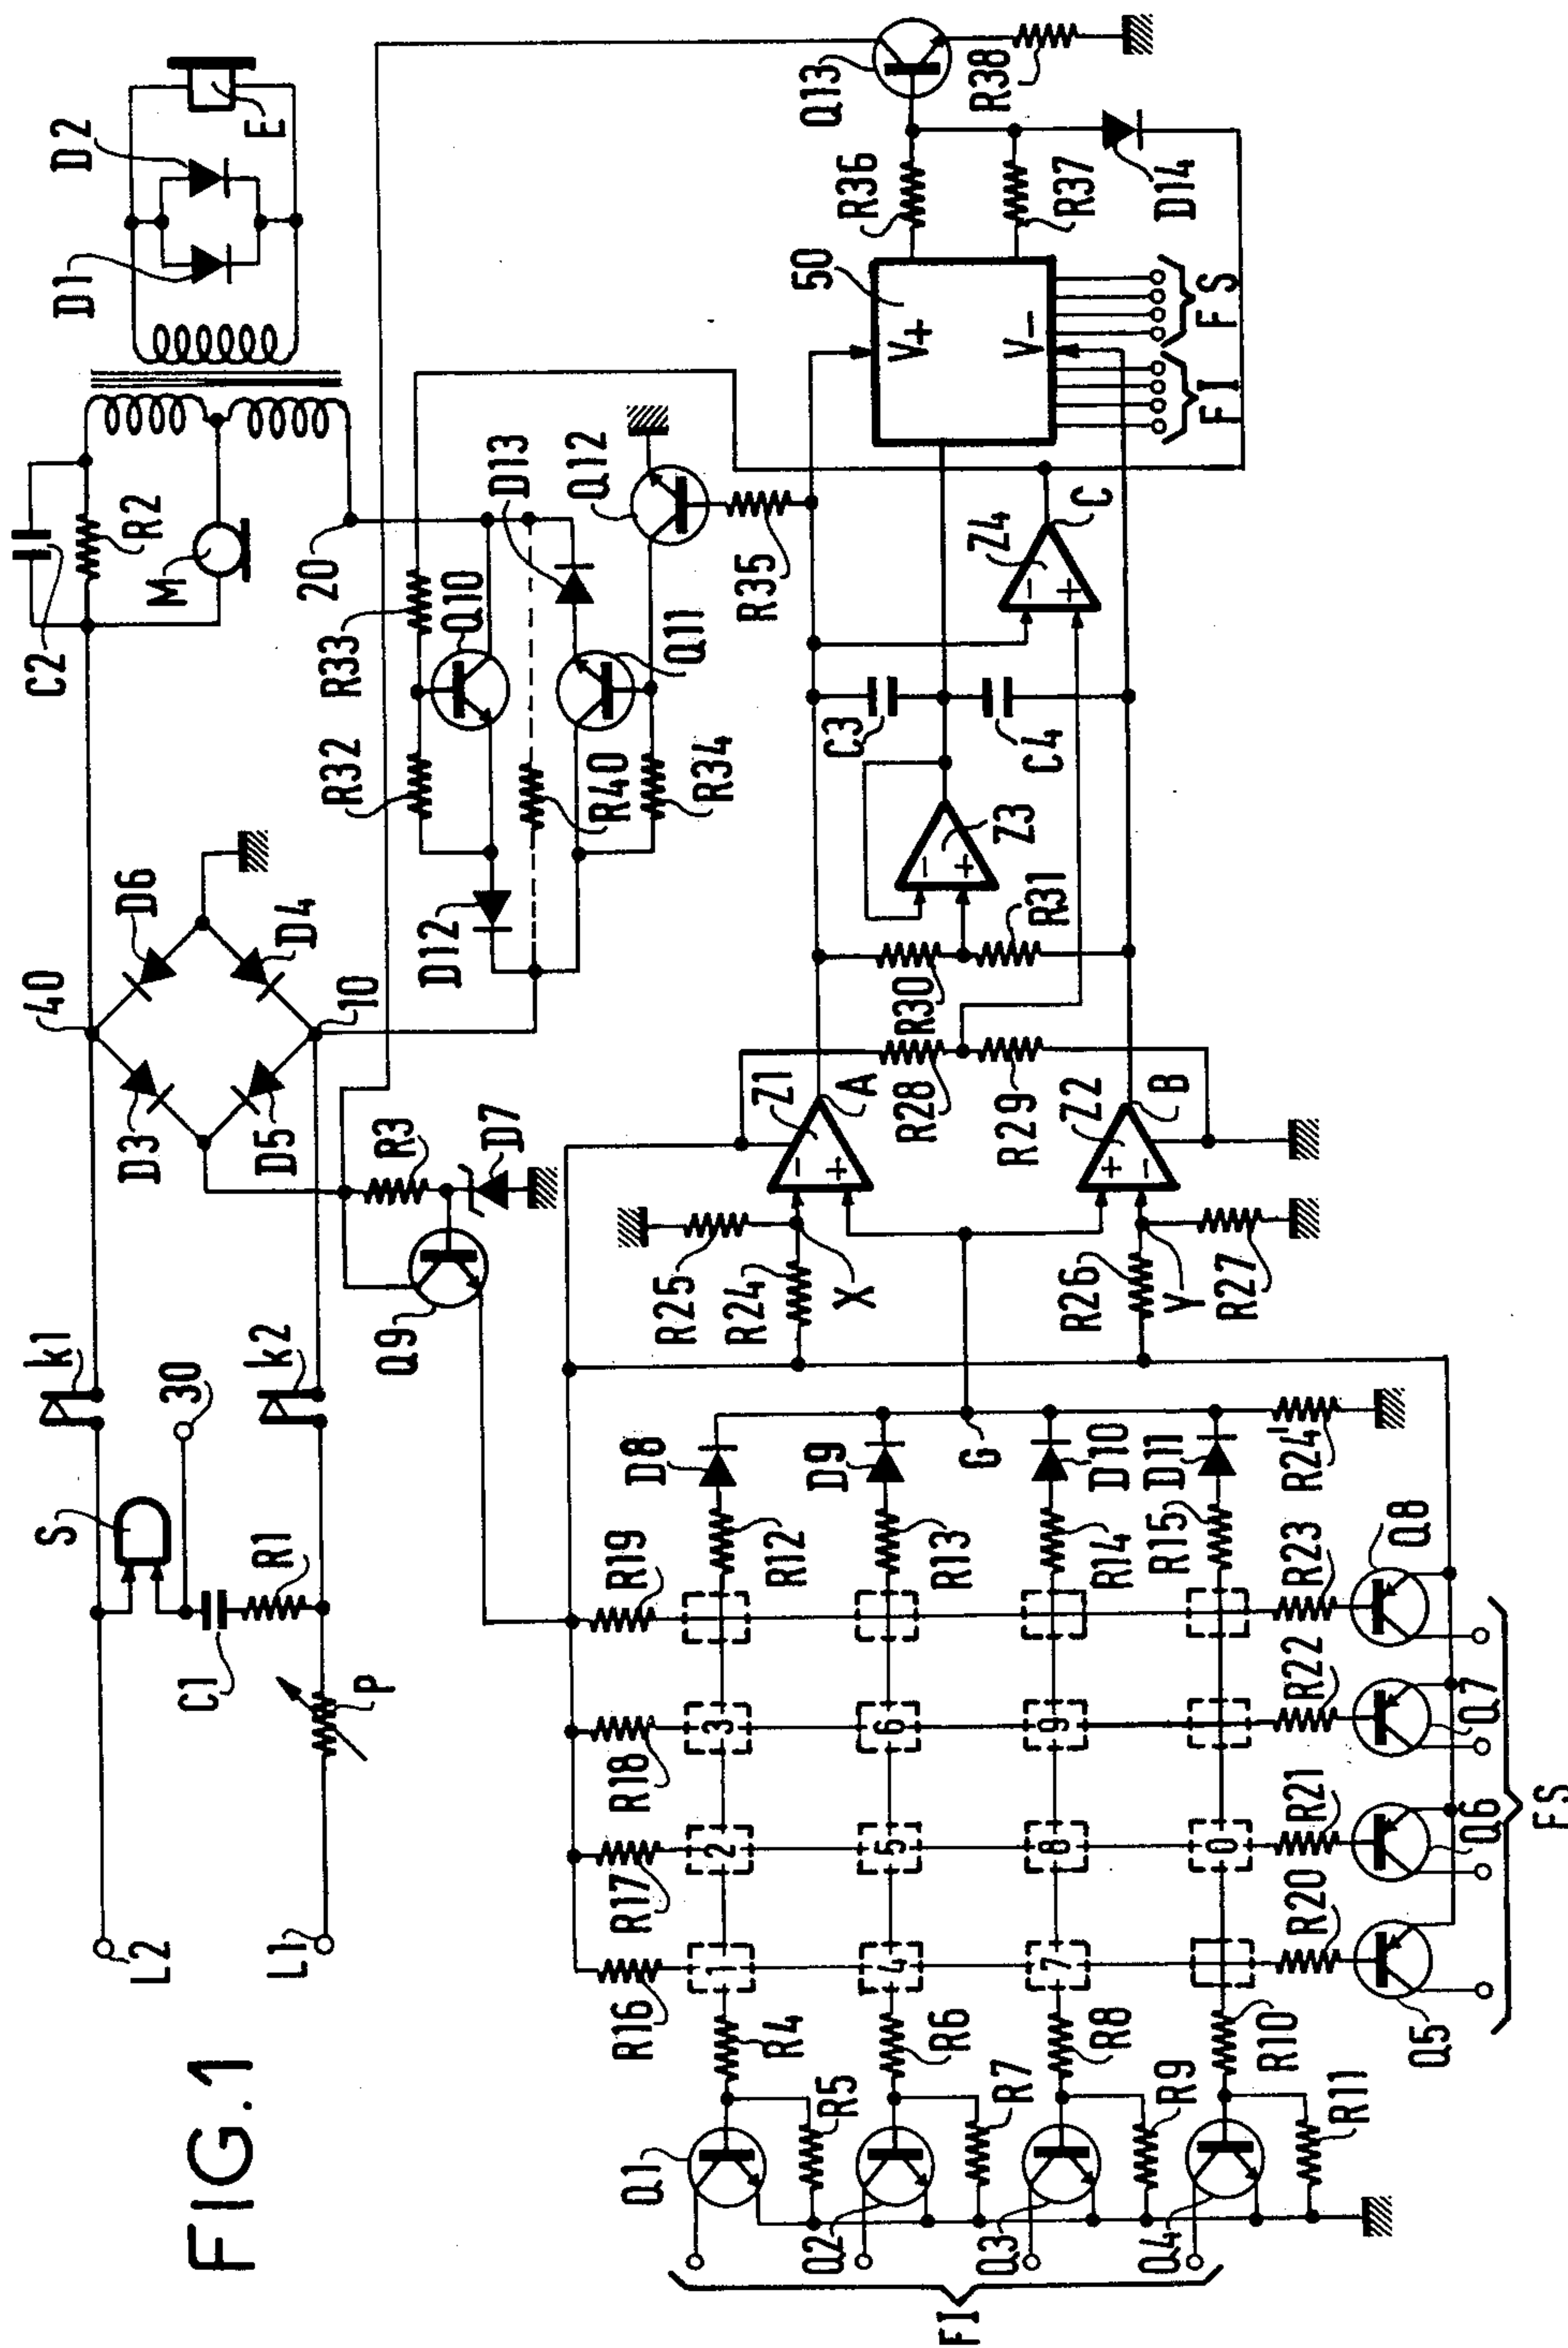 FIG.1
L2
L1
S
C1
R1
P
30
k1
k2
40
10
D3
D6
D5
D4
C2
R2
M
20
D1
D2
E
Q9
R3
D7
R32
R33
Q10
D12
D13
R40
Q11
R34
Q12
R35
Q13
R38
R36
R37
D14
50
V+
V-
FI
FS
Z1
A
Z2
B
Z3
Z4
C
- +
+ -
- +
- +
R28
R29
R30
R31
C3
C4
R25
R24
X
R26
Y
R27
G
R16
R17
R18
R19
1 2 3
4 5 6
7 8 9
0
R12
R13
R14
R15
D8
D9
D10
D11
R24'
Q1
Q2
Q3
Q4
R4
R5
R6
R7
R8
R9
R10
R11
R20
R21
R22
R23
Q5
Q6
Q7
Q8
FI
FS